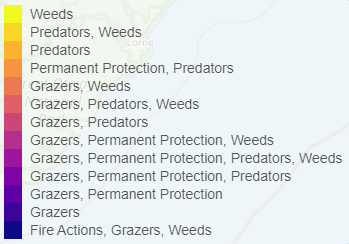 Weeds
Predators, Weeds
Lorne
Predators
Permanent Protection, Predators
Grazers, Weeds
Grazers, Predators, Weeds
Grazers, Predators
Grazers, Permanent Protection, Weeds
Grazers, Permanent Protection, Predators, Weeds
Grazers, Permanent Protection, Predators
Grazers, Permanent Protection
Grazers
Fire Actions, Grazers, Weeds